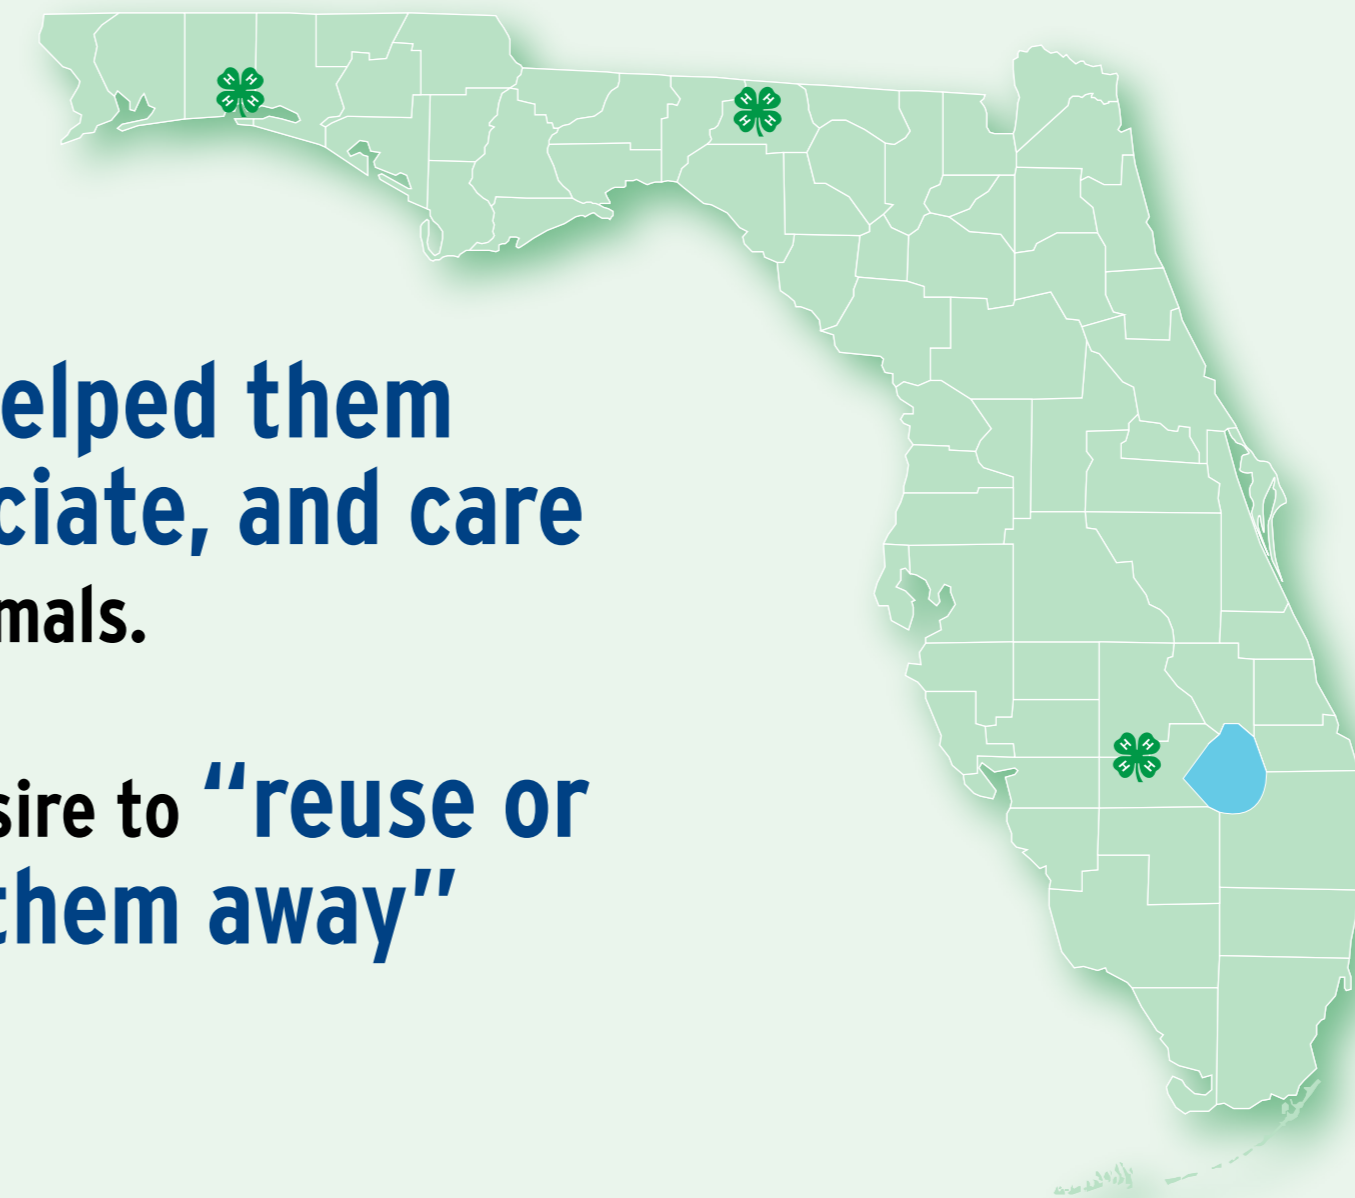 elped them
ciate, and care
mals.
sire to “reuse or
them away”
H H
H H
H H
H H
H H
H H